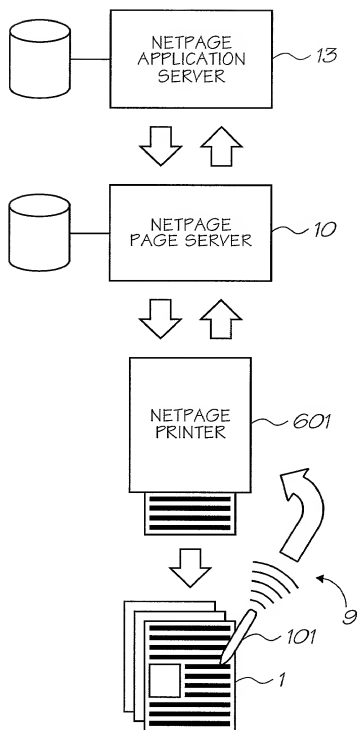 NETPAGE
APPLICATION
SERVER
13
NETPAGE
PAGE SERVER
10
NETPAGE
PRINTER
601
9
101
1